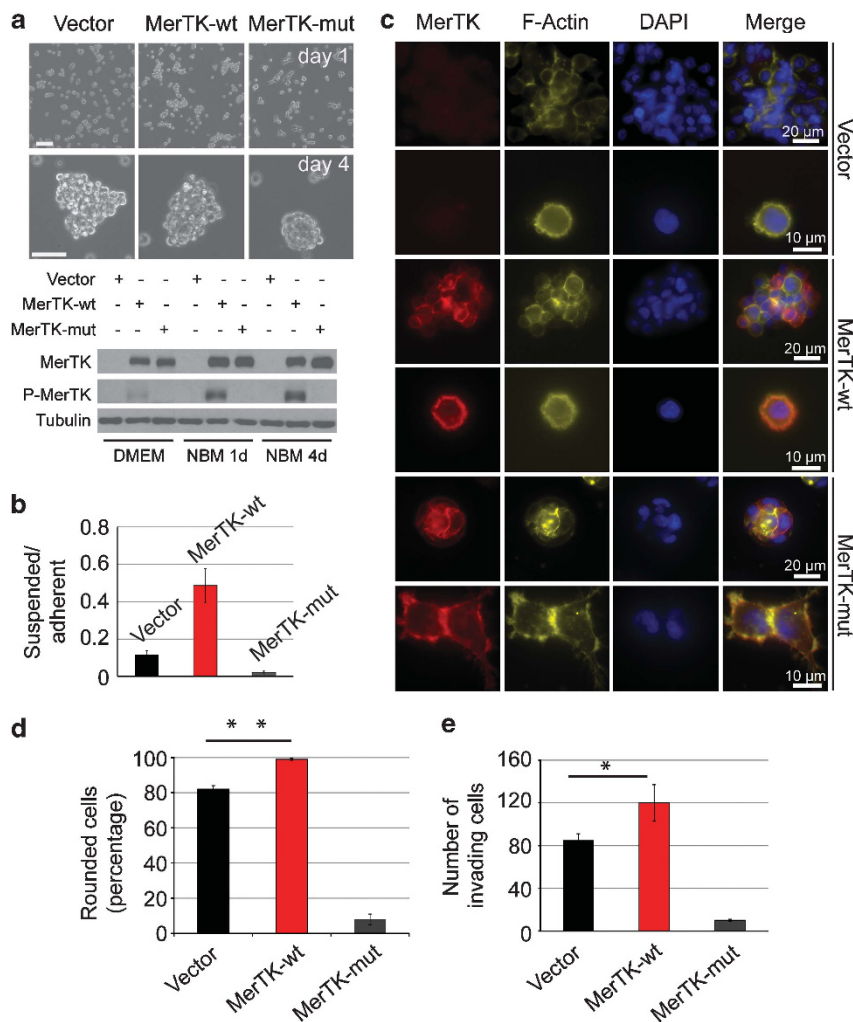 a
Vector MerTK-wt MerTK-mut
day 1
day 4
Vector + - - + - - + - -
MerTK-wt - + - - + - - + -
MerTK-mut - - + - - + - - +
MerTK
P-MerTK
Tubulin
DMEM NBM 1d NBM 4d
b
Suspended/
adherent
0.8
0.6
0.4
0.2
0
Vector
MerTK-wt
MerTK-mut
c
MerTK F-Actin DAPI Merge
20 µm
10 µm
Vector
20 µm
10 µm
MerTK-wt
20 µm
10 µm
MerTK-mut
d
Rounded cells
(percentage)
100
80
60
40
20
0
* *
Vector
MerTK-wt
MerTK-mut
e
Number of
invading cells
160
120
80
40
0
*
Vector
MerTK-wt
MerTK-mut